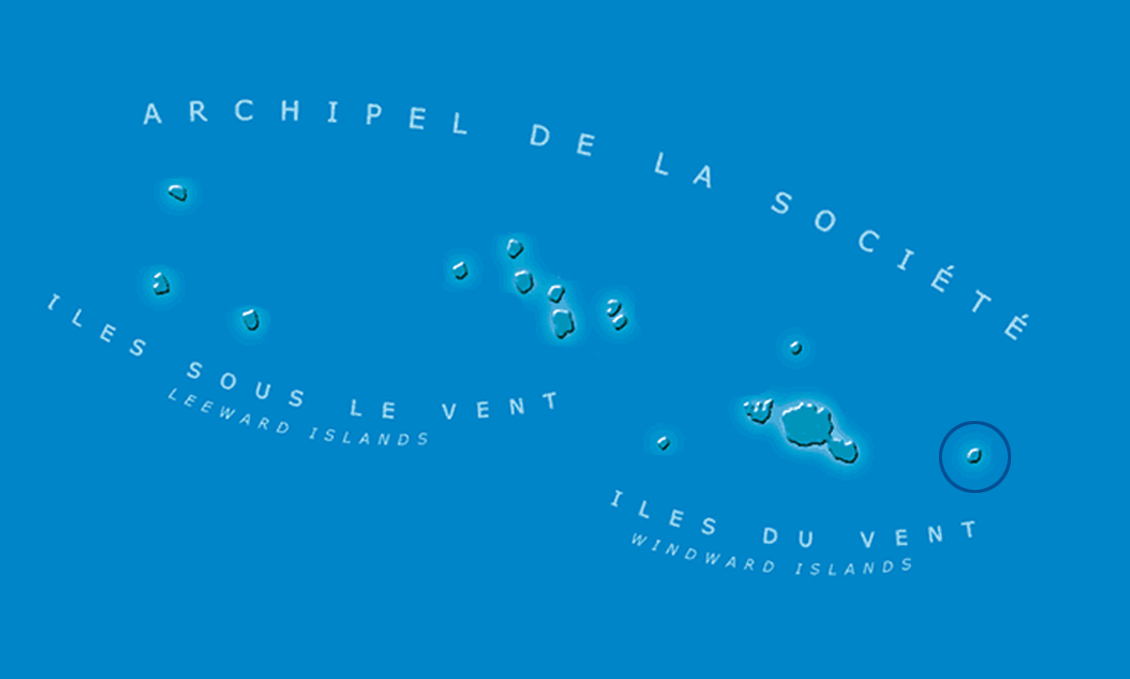 ARCHIPEL DE LA SOCIÉTÉ
ILES SOUS LE VENT
LEEWARD ISLANDS
ILES DU VENT
WINDWARD ISLANDS